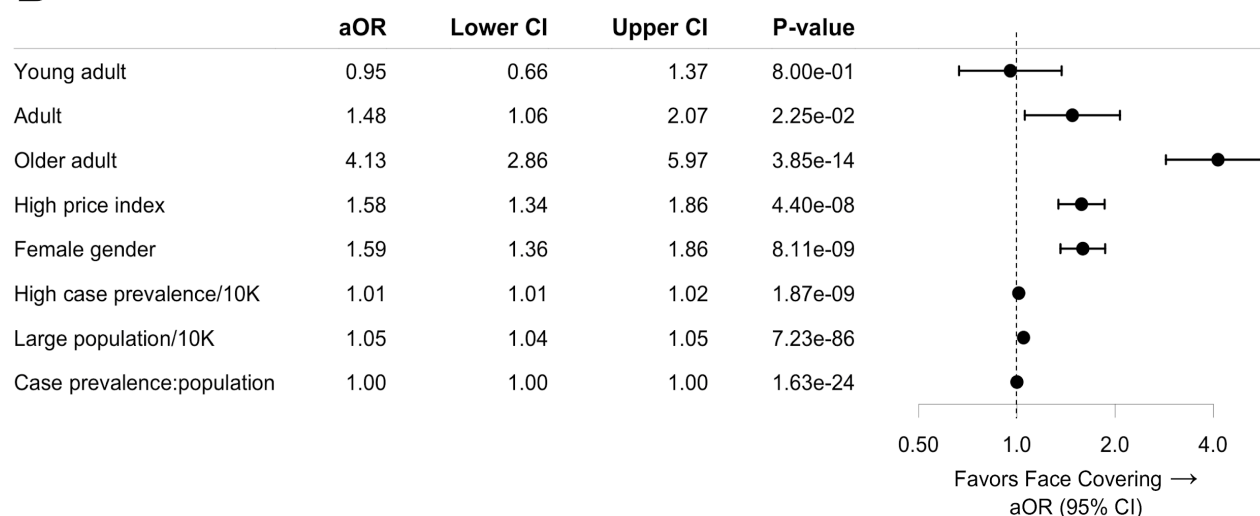 aOR Lower CI Upper CI P-value
Young adult 0.95 0.66 1.37 8.00e-01
Adult 1.48 1.06 2.07 2.25e-02
Older adult 4.13 2.86 5.97 3.85e-14
High price index 1.58 1.34 1.86 4.40e-08
Female gender 1.59 1.36 1.86 8.11e-09
High case prevalence/10K 1.01 1.01 1.02 1.87e-09
Large population/10K 1.05 1.04 1.05 7.23e-86
Case prevalence:population 1.00 1.00 1.00 1.63e-24
0.50 1.0 2.0 4.0
Favors Face Covering →
aOR (95% CI)